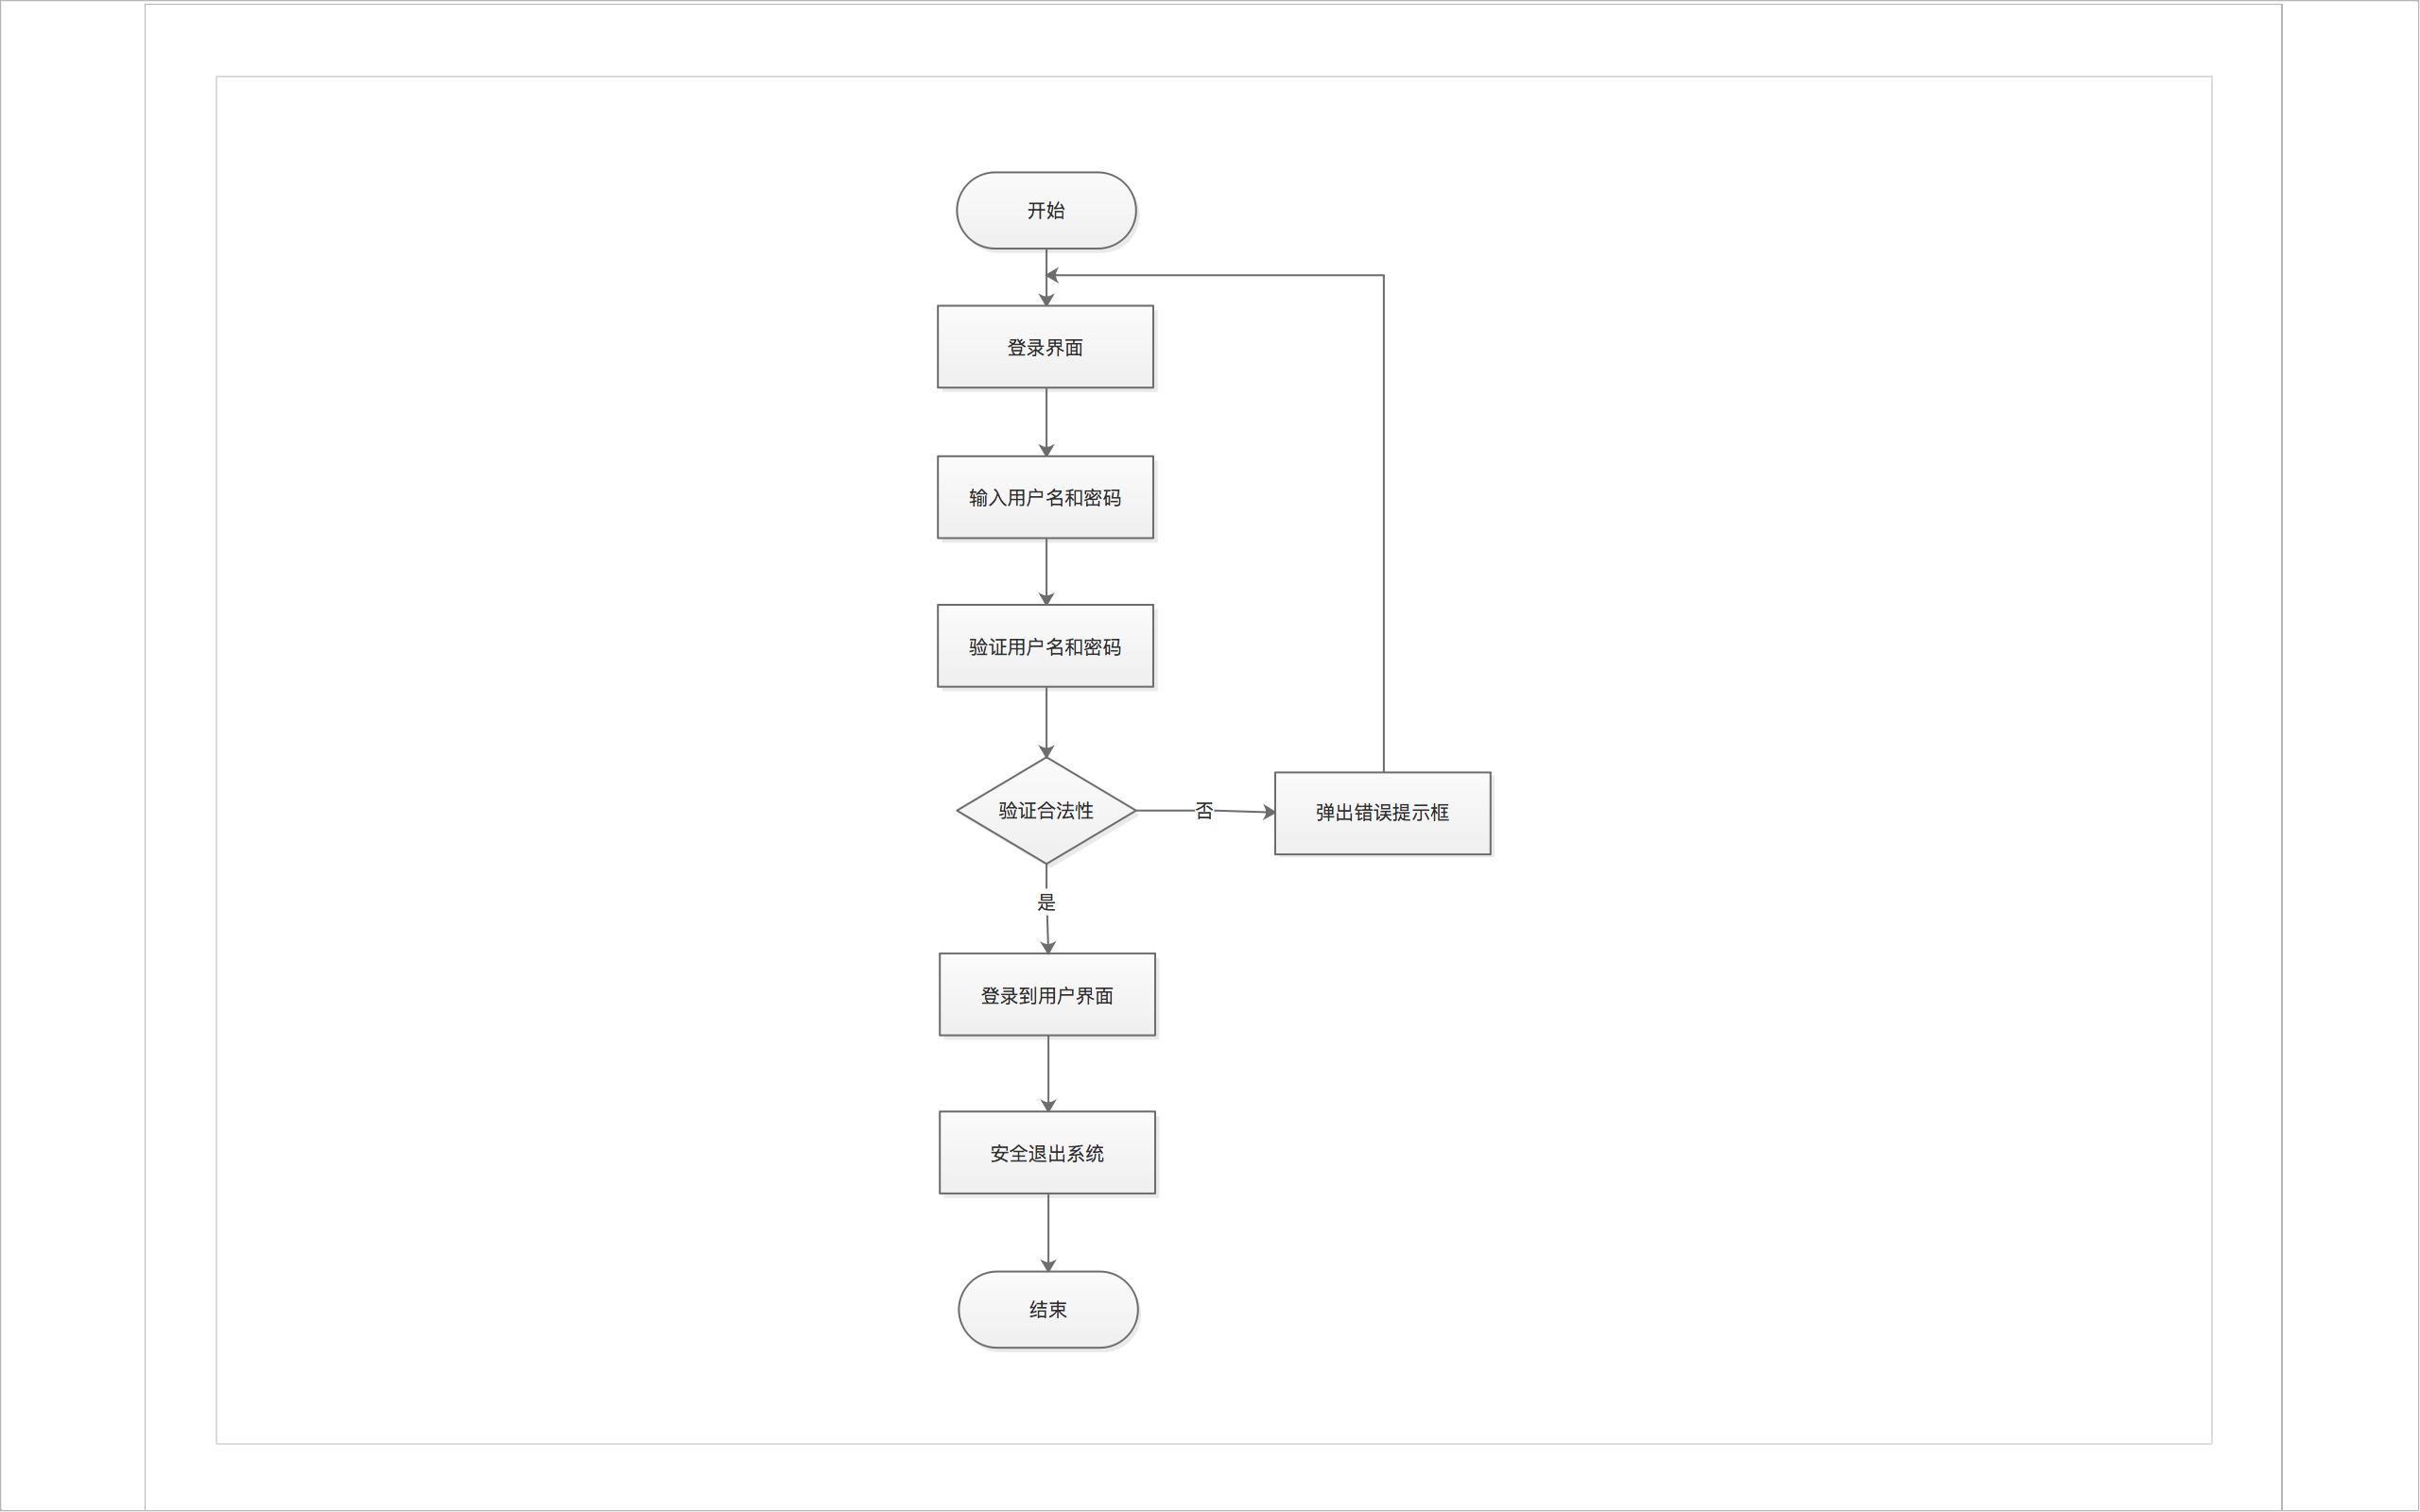 开始
登录界面
输入用户名和密码
验证用户名和密码
验证合法性
否
弹出错误提示框
是
登录到用户界面
安全退出系统
结束